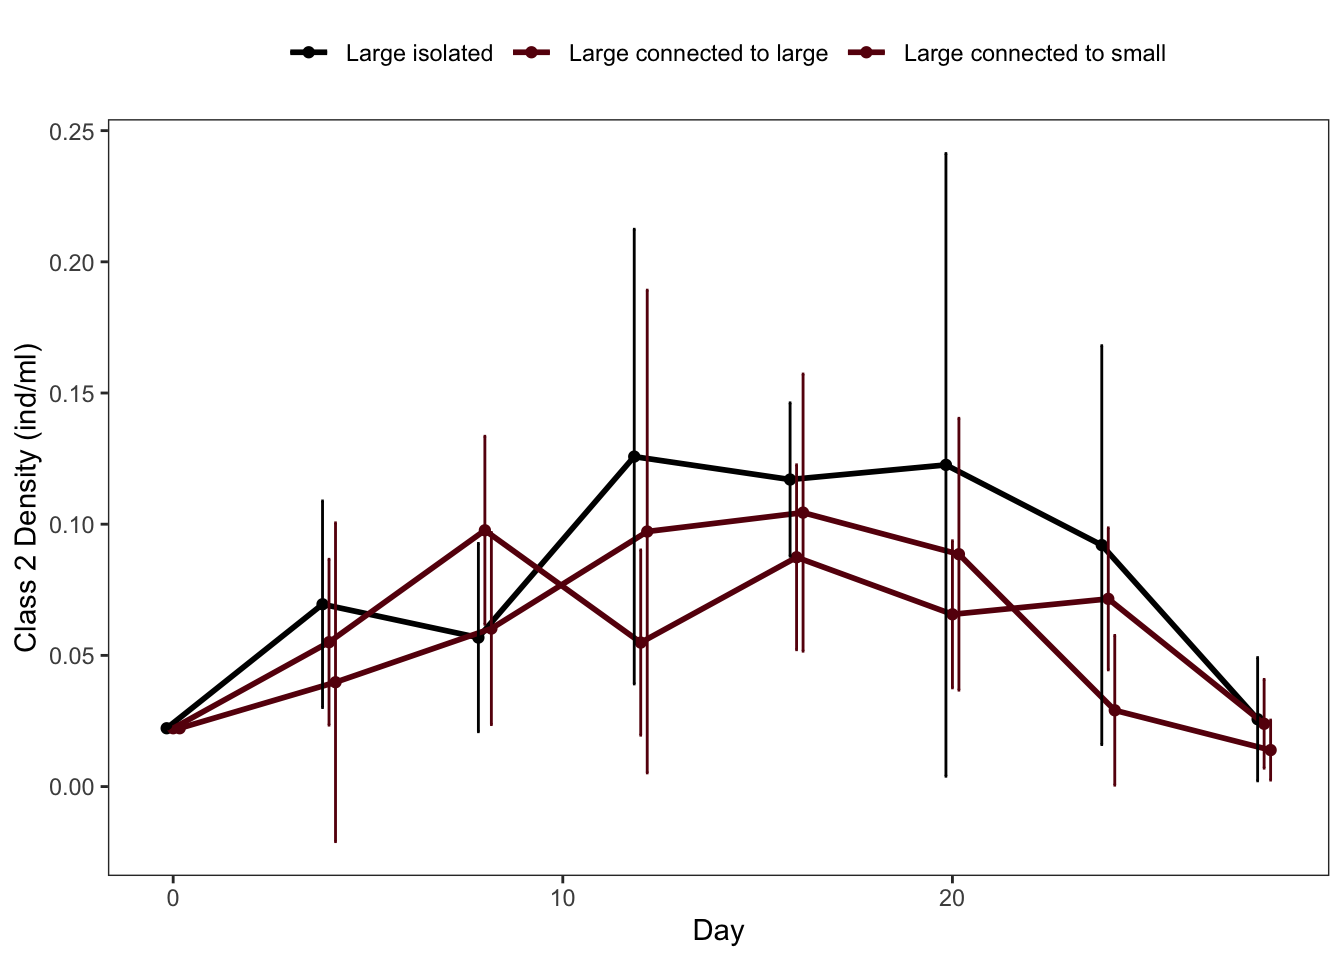 Large isolated Large connected to large Large connected to small
0.25
0.20
0.15
0.10
0.05
0.00
Class 2 Density (ind/ml)
0 10 20
Day